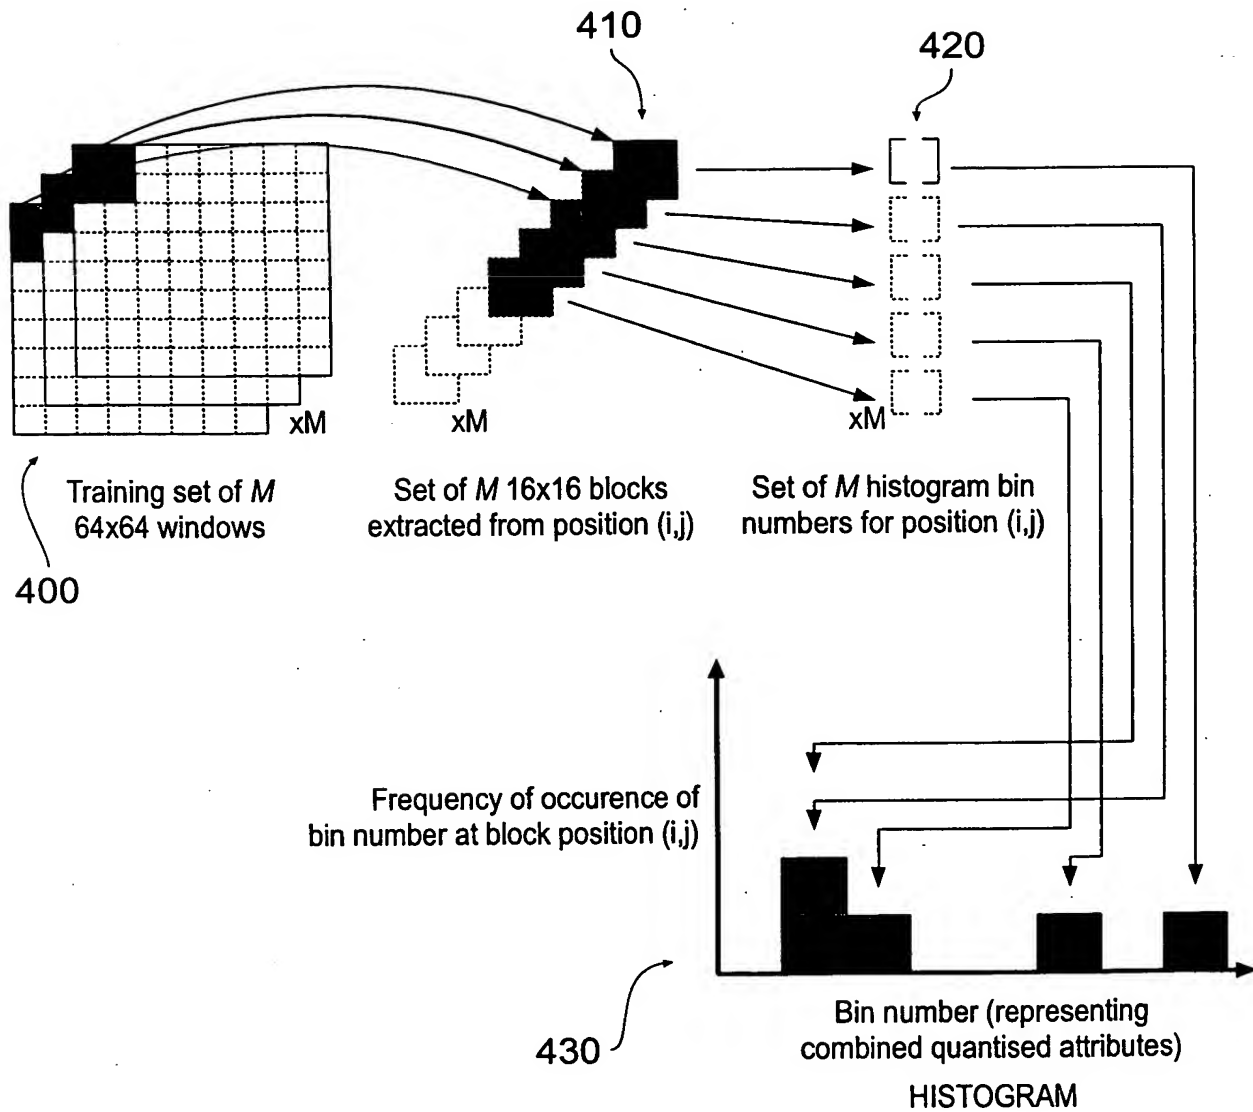 410
420
xM
xM
xM
Training set of M
64x64 windows
Set of M 16x16 blocks
extracted from position (i,j)
Set of M histogram bin
numbers for position (i,j)
400
Frequency of occurence of
bin number at block position (i,j)
430
Bin number (representing
combined quantised attributes)
HISTOGRAM